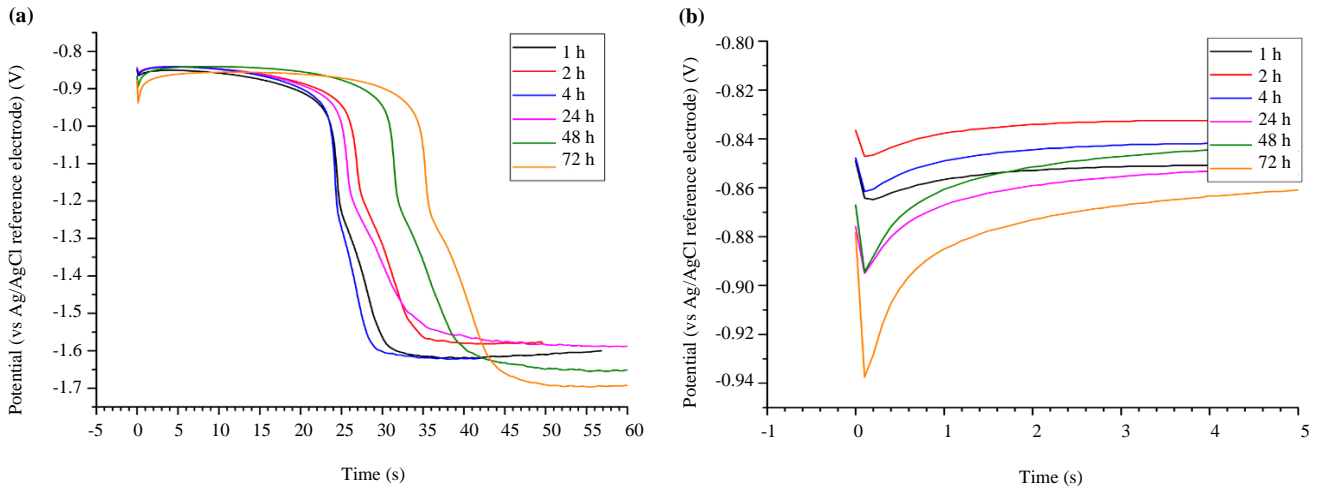 (a)
Potential (vs Ag/AgCl reference electrode) (V)
-0.8
-0.9
-1.0
-1.1
-1.2
-1.3
-1.4
-1.5
-1.6
-1.7
-5 0 5 10 15 20 25 30 35 40 45 50 55 60
Time (s)
1 h
2 h
4 h
24 h
48 h
72 h
(b)
Potential (vs Ag/AgCl reference electrode) (V)
-0.80
-0.82
-0.84
-0.86
-0.88
-0.90
-0.92
-0.94
-1 0 1 2 3 4 5
Time (s)
1 h
2 h
4 h
24 h
48 h
72 h